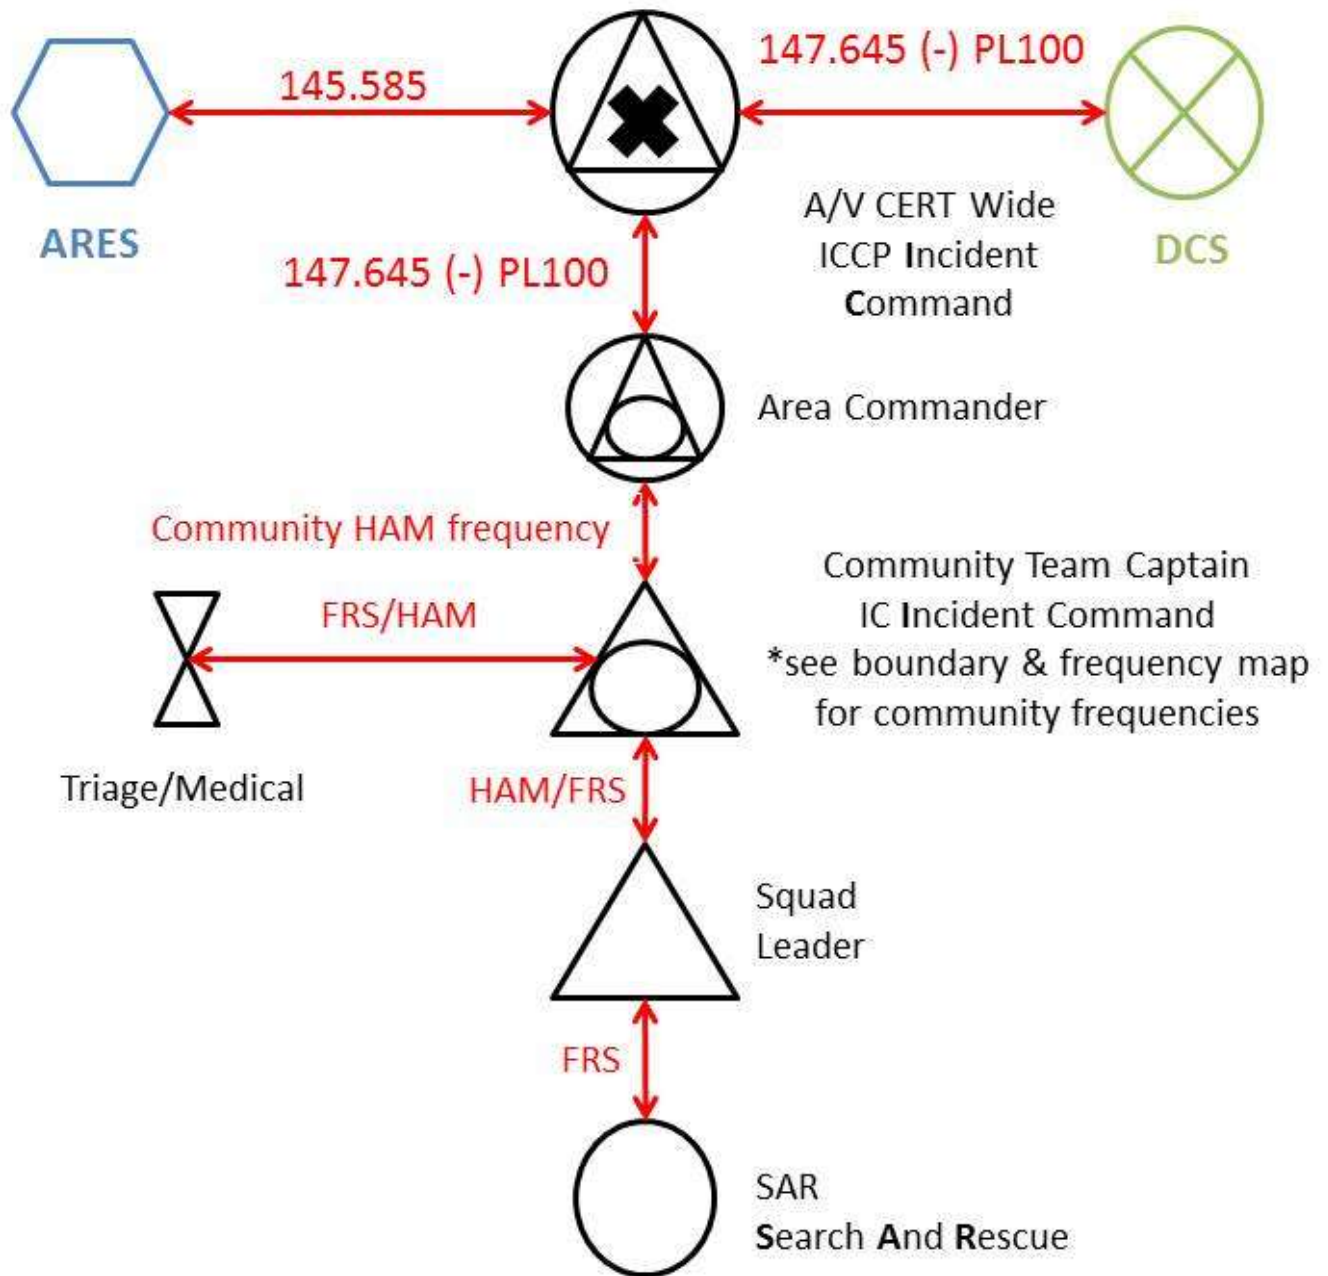 147.645 (-) PL100
145.585
ARES
A/V CERT Wide
ICCP Incident
Command
DCS
147.645 (-) PL100
Area Commander
Community HAM frequency
FRS/HAM
Community Team Captain
IC Incident Command
*see boundary & frequency map
for community frequencies
Triage/Medical
HAM/FRS
Squad
Leader
FRS
SAR
Search And Rescue